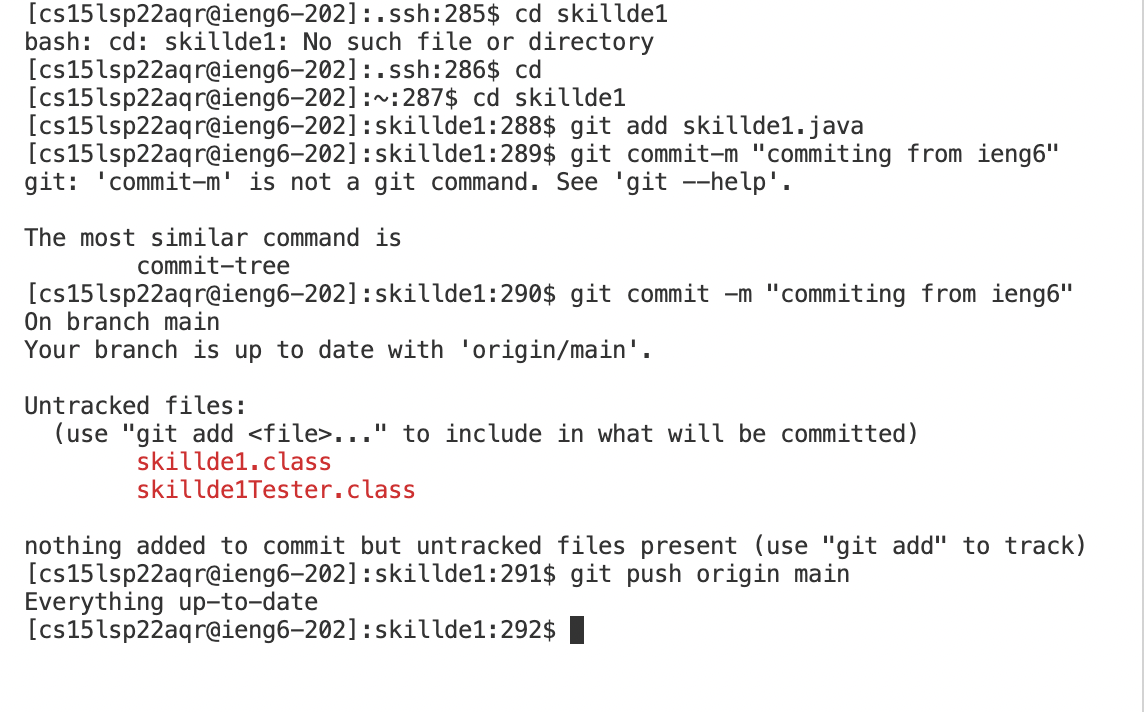 [cs15lsp22aqr@ieng6-202]:.ssh:285$ cd skillde1
bash: cd: skillde1: No such file or directory
[cs15lsp22aqr@ieng6-202]:.ssh:286$ cd
[cs15lsp22aqr@ieng6-202]:~:287$ cd skillde1
[cs15lsp22aqr@ieng6-202]:skillde1:288$ git add skillde1.java
[cs15lsp22aqr@ieng6-202]:skillde1:289$ git commit-m "commiting from ieng6"
git: 'commit-m' is not a git command. See 'git --help'.

The most similar command is
        commit-tree
[cs15lsp22aqr@ieng6-202]:skillde1:290$ git commit -m "commiting from ieng6"
On branch main
Your branch is up to date with 'origin/main'.

Untracked files:
  (use "git add <file>..." to include in what will be committed)
        skillde1.class
        skillde1Tester.class

nothing added to commit but untracked files present (use "git add" to track)
[cs15lsp22aqr@ieng6-202]:skillde1:291$ git push origin main
Everything up-to-date
[cs15lsp22aqr@ieng6-202]:skillde1:292$